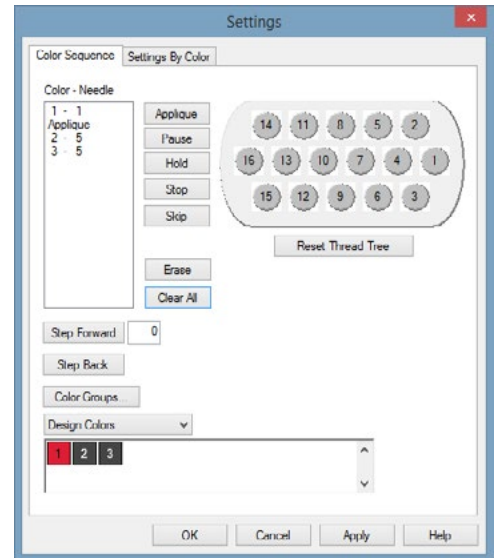 Settings
Color Sequence
Settings By Color
Color - Needle
1 - 1
Applique
2 - 5
3 - 5
Applique
Pause
Hold
Stop
Skip
Erase
Clear All
14 11 8 5 2
16 13 10 7 4 1
15 12 9 6 3
Reset Thread Tree
Step Forward
0
Step Back
Color Groups...
Design Colors
1 2 3
OK
Cancel
Apply
Help